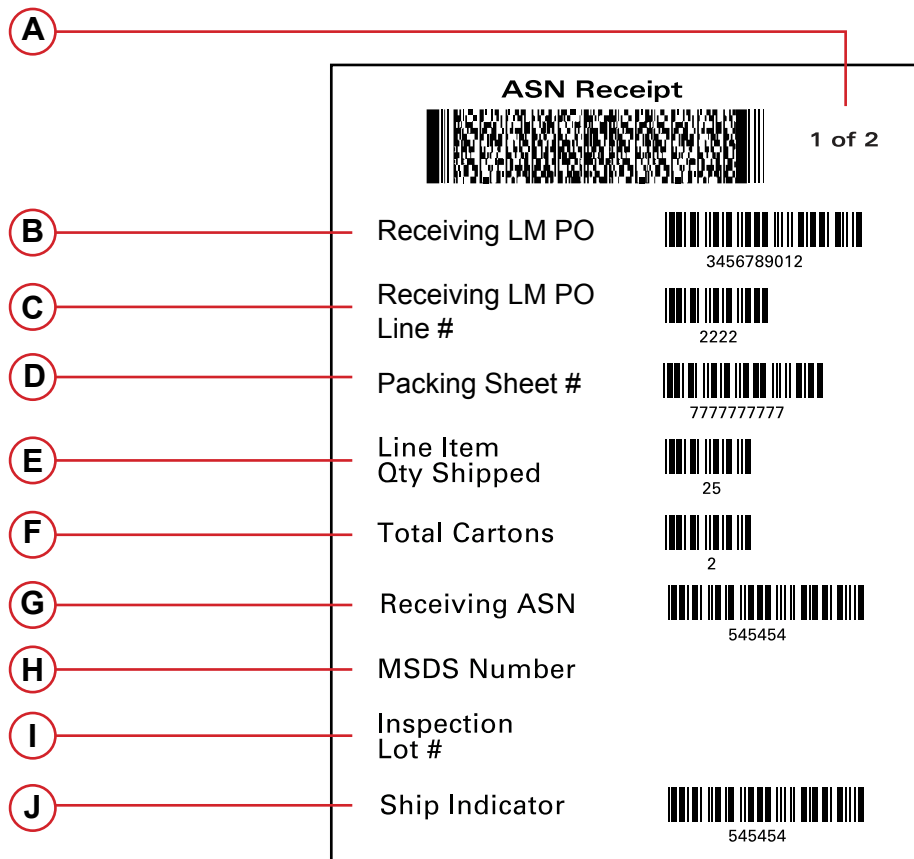 A
ASN Receipt
1 of 2
B
Receiving LM PO
3456789012
C
Receiving LM PO
Line #
2222
D
Packing Sheet #
7777777777
E
Line Item
Qty Shipped
25
F
Total Cartons
2
G
Receiving ASN
545454
H
MSDS Number
I
Inspection
Lot #
J
Ship Indicator
545454